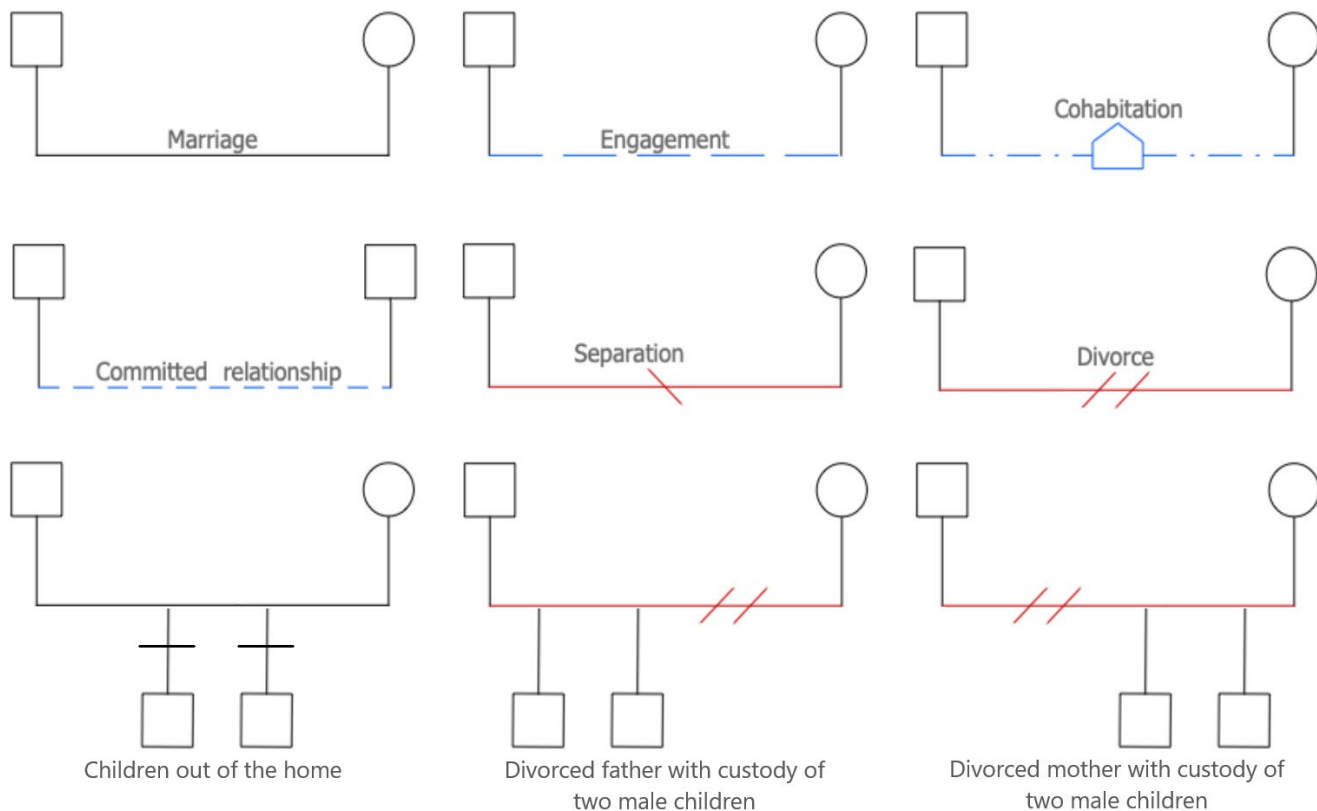 Marriage
Engagement
Cohabitation
Committed relationship
Separation
Divorce
Children out of the home
Divorced father with custody of
two male children
Divorced mother with custody of
two male children